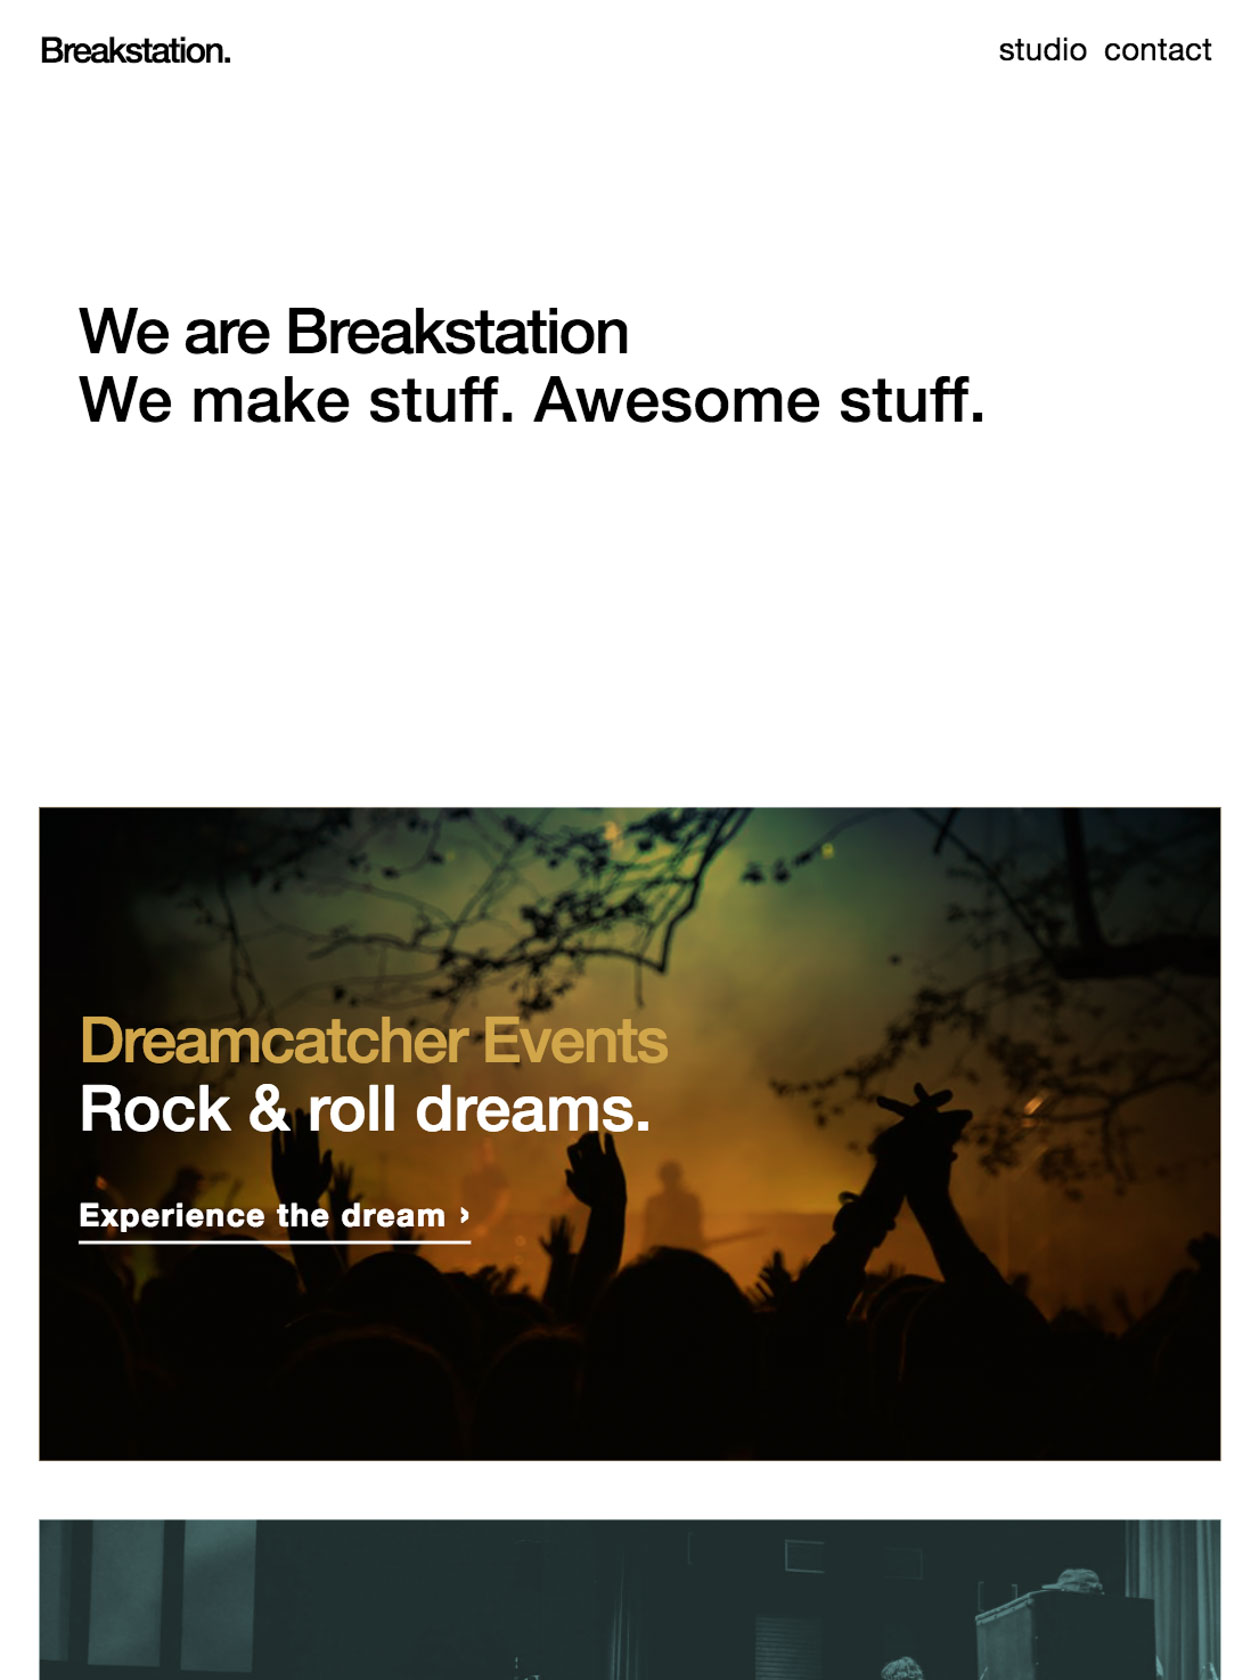 Breakstation.
studio contact
We are Breakstation
We make stuff. Awesome stuff.
Dreamcatcher Events
Rock & roll dreams.
Experience the dream ›